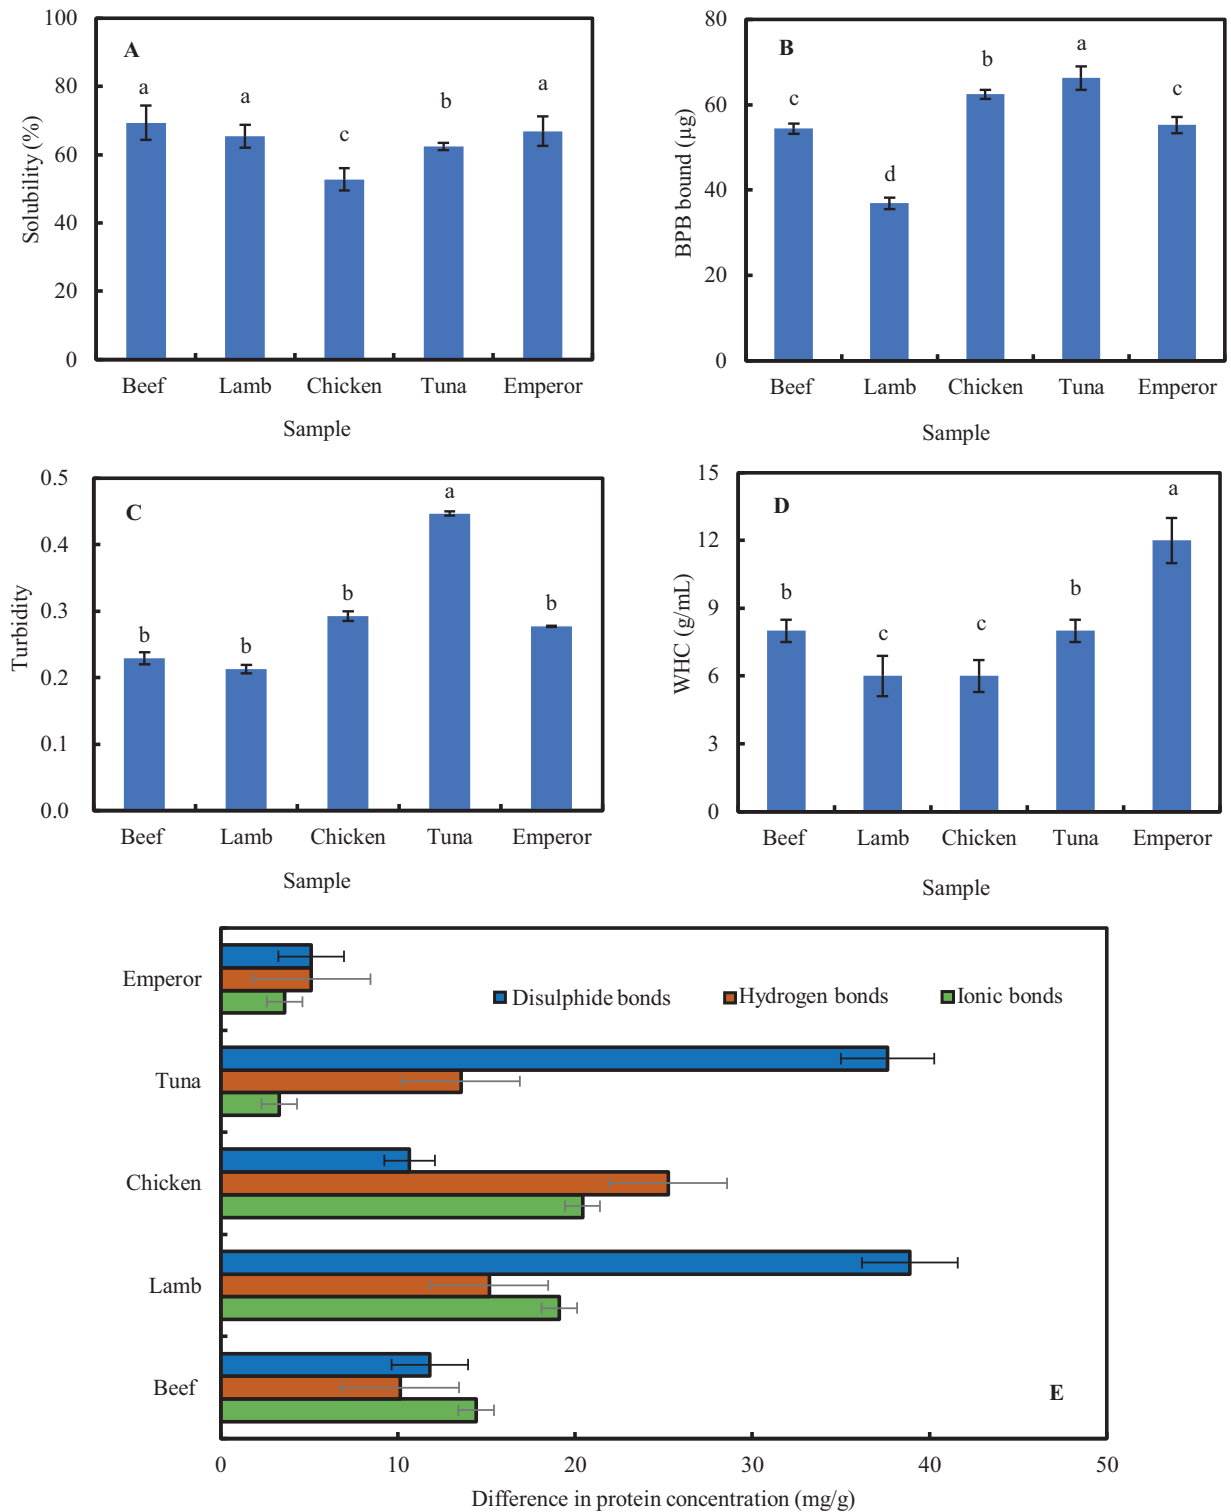 100
80
60
40
20
0
Solubility (%)
A
a
a
c
b
a
Beef Lamb Chicken Tuna Emperor
Sample
80
60
40
20
0
BPB bound (µg)
B
c
d
b
a
c
Beef Lamb Chicken Tuna Emperor
Sample
0.5
0.4
0.3
0.2
0.1
0.0
Turbidity
C
b
b
b
a
b
Beef Lamb Chicken Tuna Emperor
Sample
15
12
9
6
3
0
WHC (g/mL)
D
b
c
c
b
a
Beef Lamb Chicken Tuna Emperor
Sample
Emperor
Disulphide bonds Hydrogen bonds Ionic bonds
Tuna
Chicken
Lamb
Beef
E
0 10 20 30 40 50
Difference in protein concentration (mg/g)